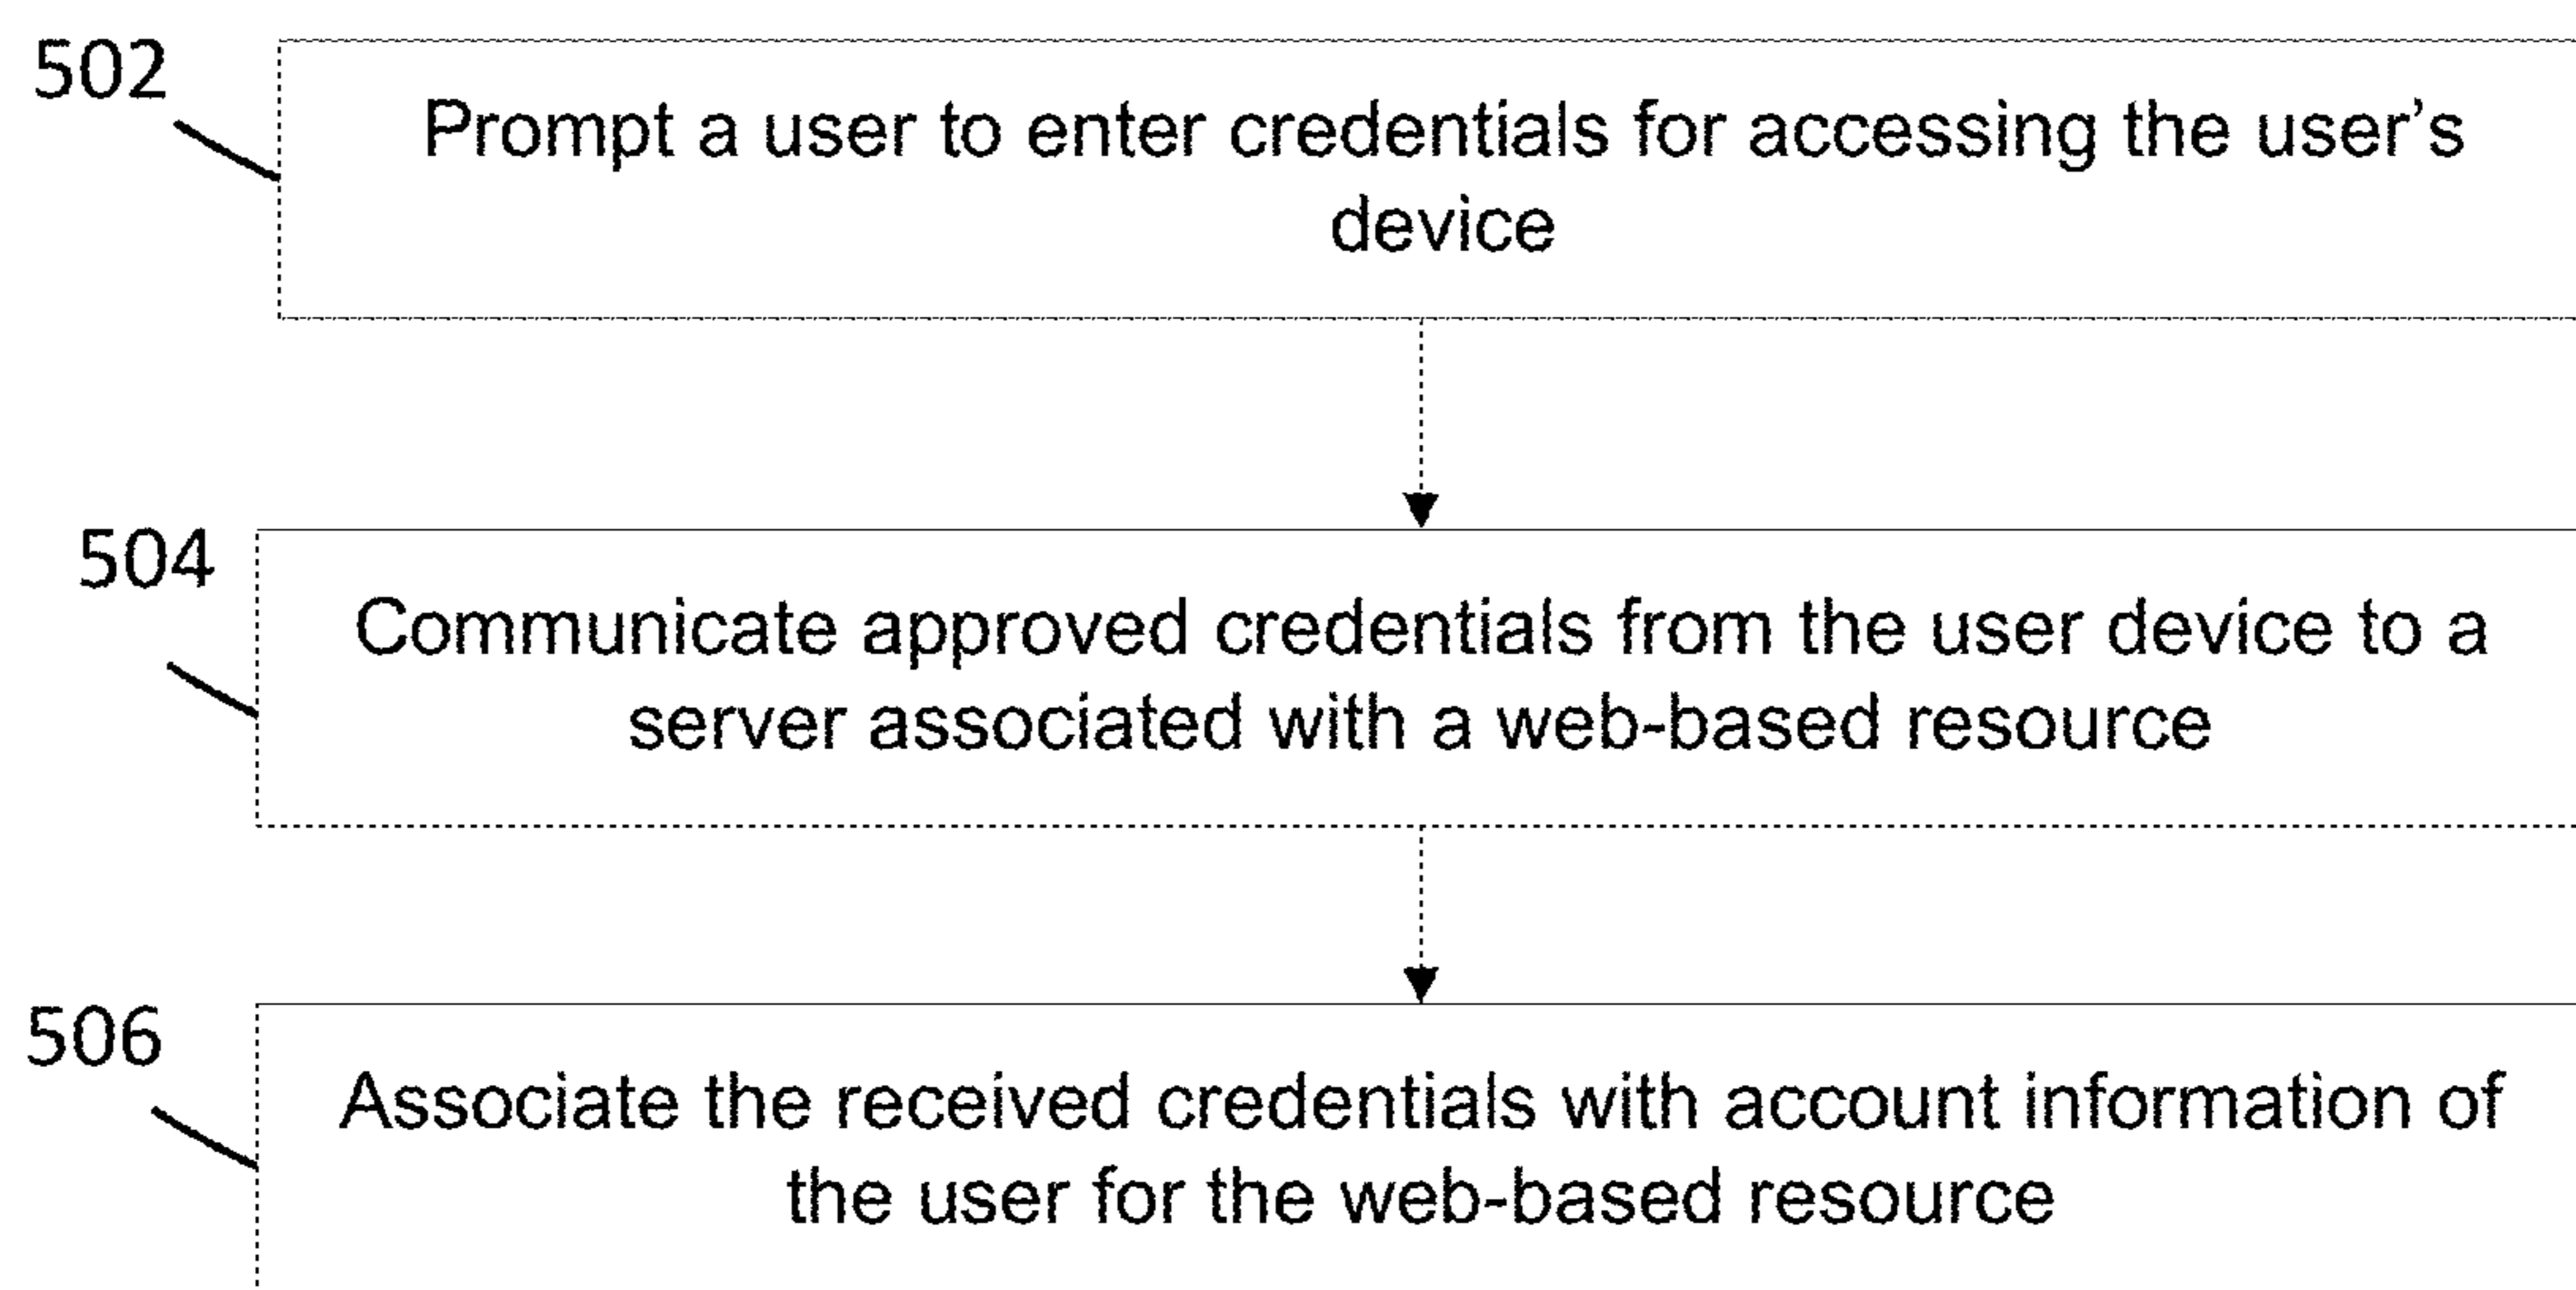 502
Prompt a user to enter credentials for accessing the user’s
device
504
Communicate approved credentials from the user device to a
server associated with a web-based resource
506
Associate the received credentials with account information of
the user for the web-based resource